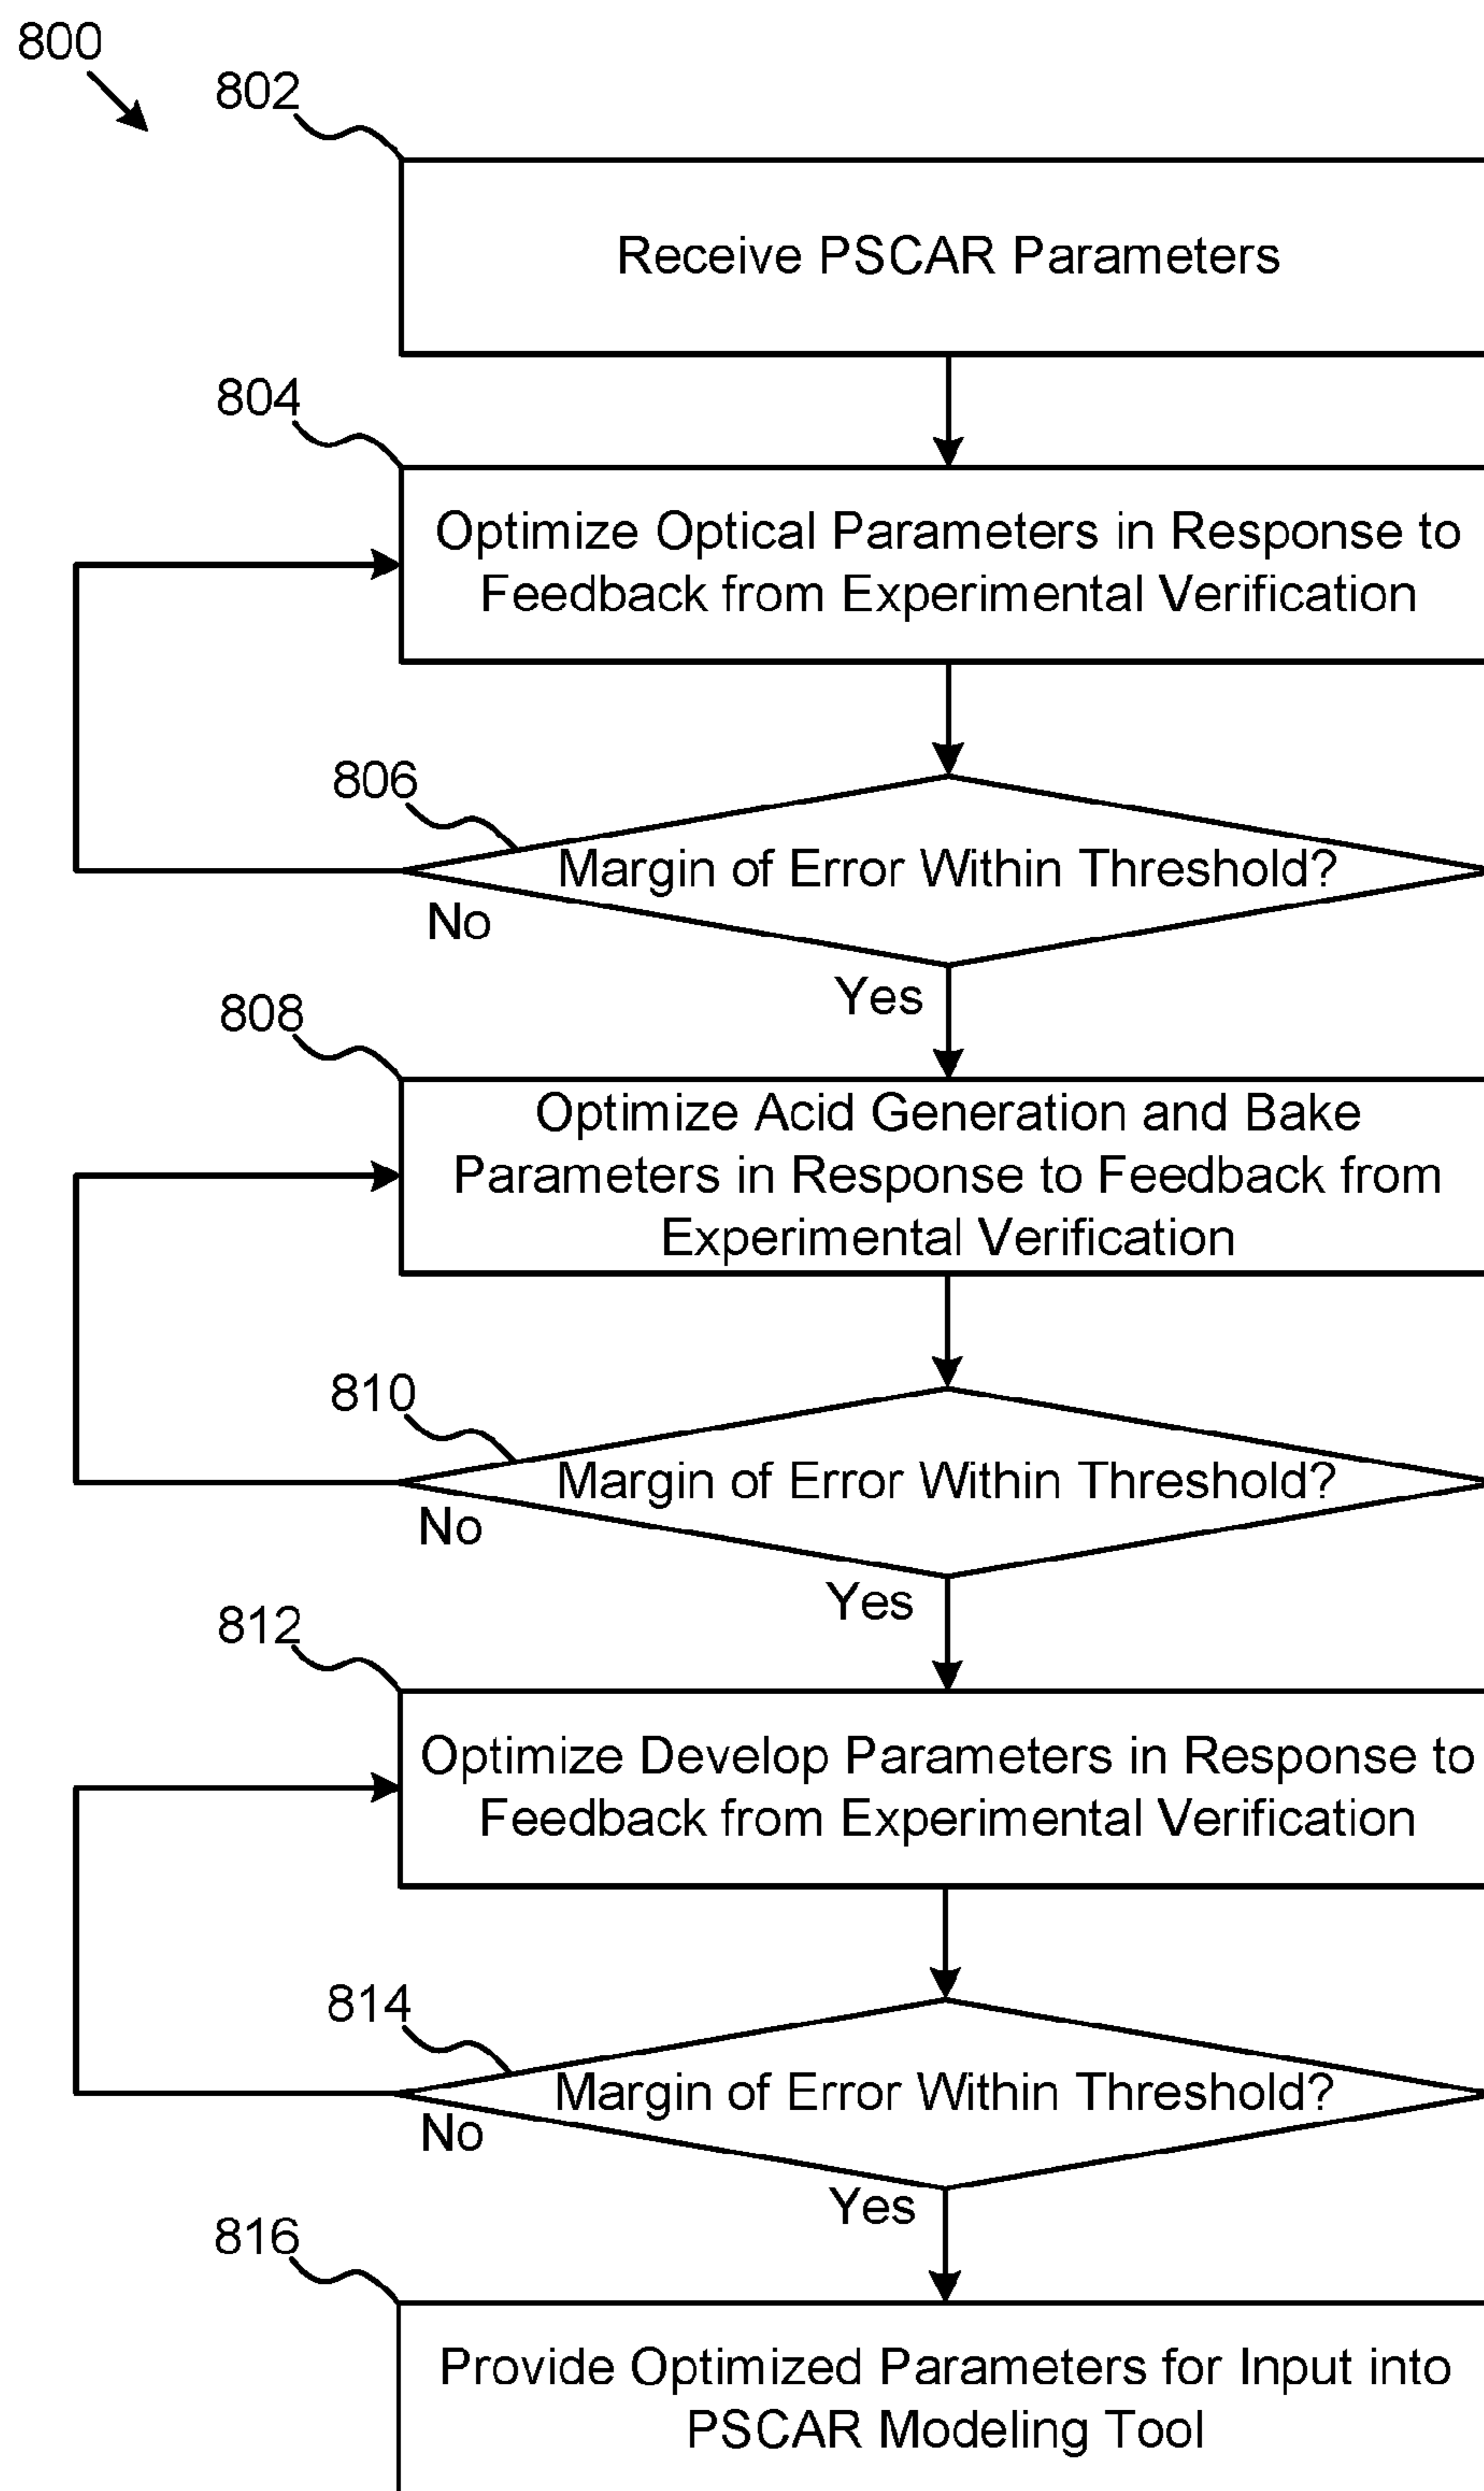 800
802
Receive PSCAR Parameters
804
Optimize Optical Parameters in Response to
Feedback from Experimental Verification
806
Margin of Error Within Threshold?
No
Yes
808
Optimize Acid Generation and Bake
Parameters in Response to Feedback from
Experimental Verification
810
Margin of Error Within Threshold?
No
Yes
812
Optimize Develop Parameters in Response to
Feedback from Experimental Verification
814
Margin of Error Within Threshold?
No
Yes
816
Provide Optimized Parameters for Input into
PSCAR Modeling Tool